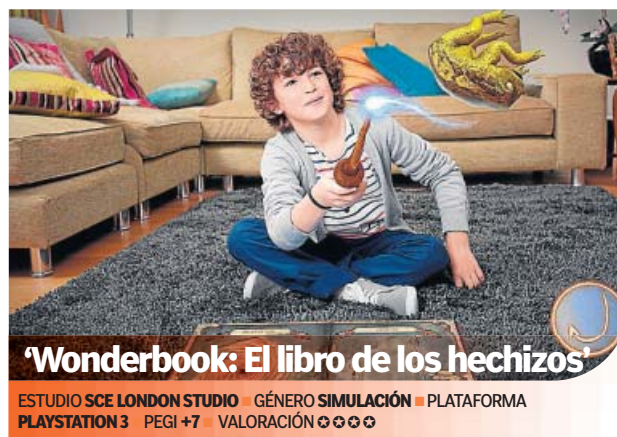 ‘Wonderbook: El libro de los hechizos’
ESTUDIO SCE LONDON STUDIO ■ GÉNERO SIMULACIÓN ■ PLATAFORMA
PLAYSTATION 3 ■ PEGI +7 ■ VALORACIÓN ✪✪✪✪